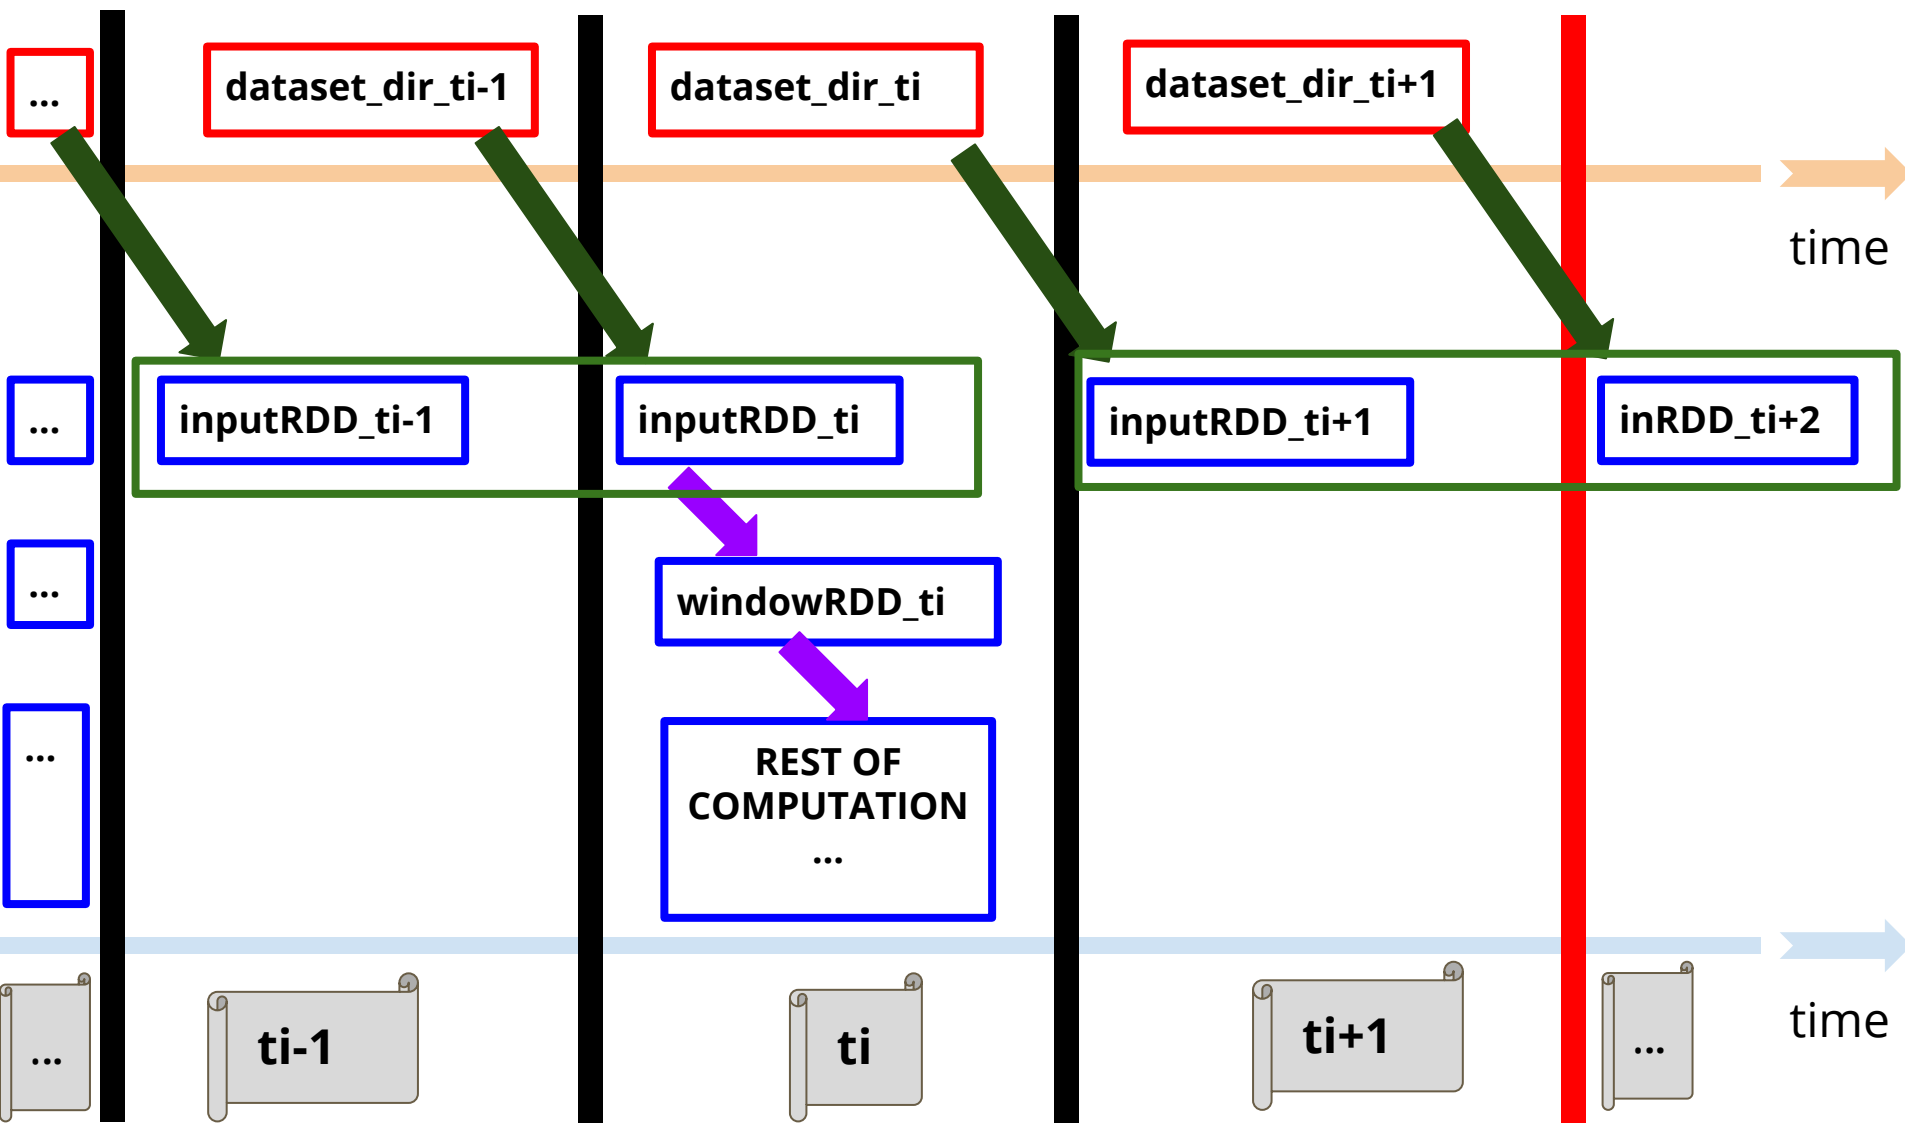 ...
dataset_dir_ti-1
dataset_dir_ti
dataset_dir_ti+1
time
...
inputRDD_ti-1
inputRDD_ti
inputRDD_ti+1
inRDD_ti+2
...
windowRDD_ti
...
REST OF
COMPUTATION
...
...
ti-1
ti
ti+1
...
time